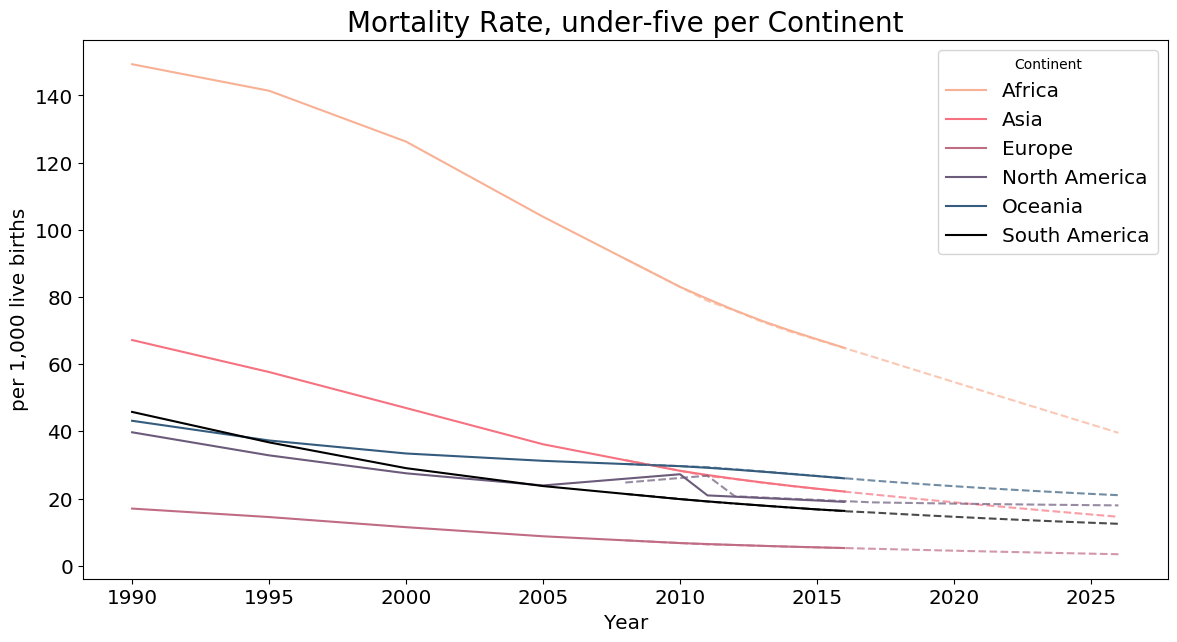 Mortality Rate, under-five per Continent
per 1,000 live births
140
120
100
80
60
40
20
0
Continent
Africa
Asia
Europe
North America
Oceania
South America
1990 1995 2000 2005 2010 2015 2020 2025
Year